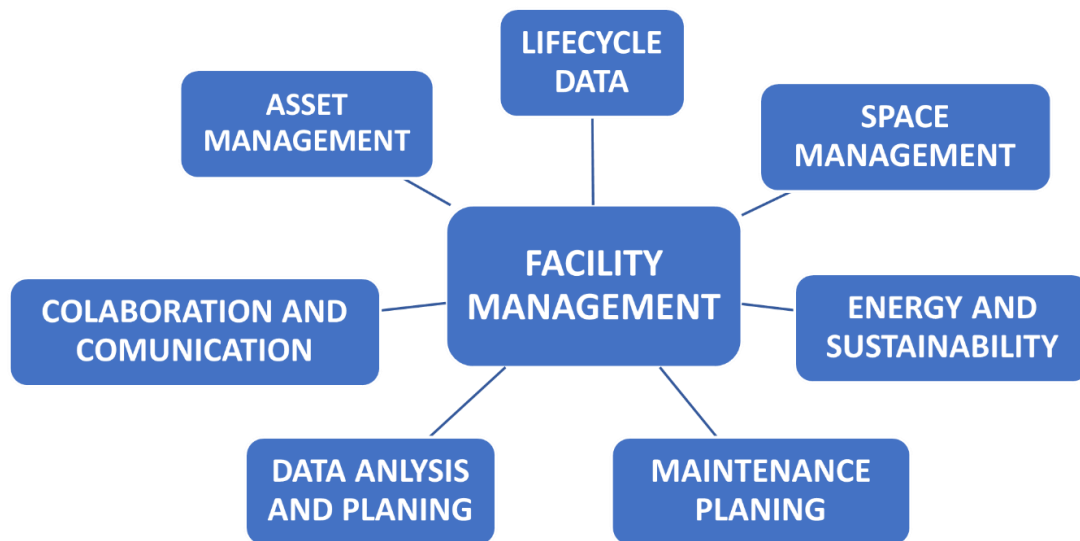 LIFECYCLE
DATA
ASSET
MANAGEMENT
SPACE
MANAGEMENT
FACILITY
MANAGEMENT
COLABORATION AND
COMUNICATION
ENERGY AND
SUSTAINABILITY
DATA ANLYSIS
AND PLANING
MAINTENANCE
PLANING